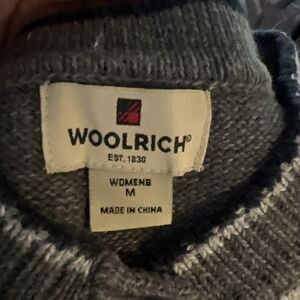 WOOLRICH®
EST. 1830
WOMENS
M
MADE IN CHINA